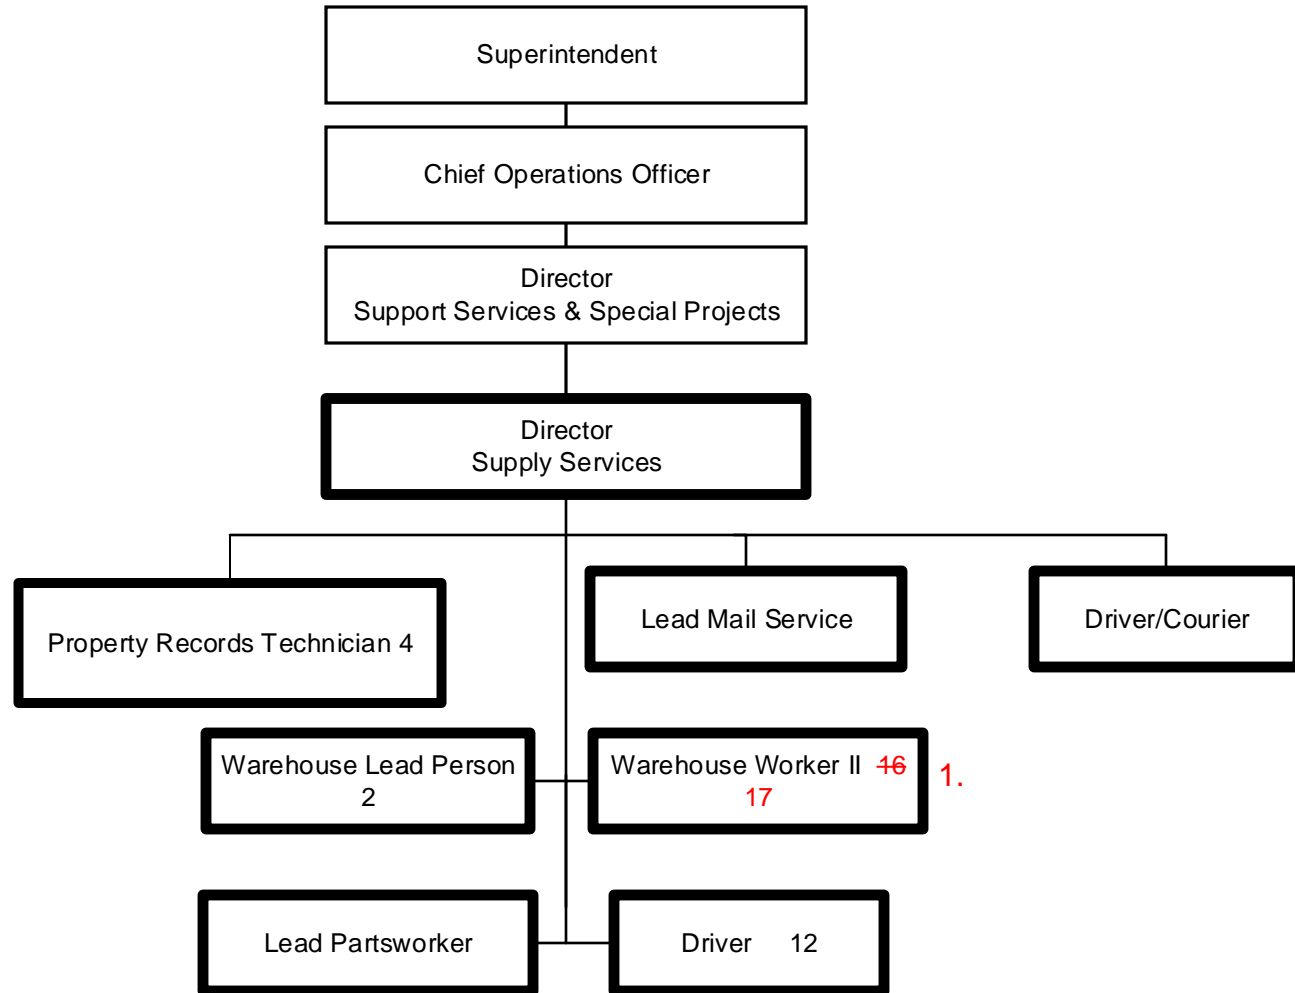 Superintendent
Chief Operations Officer
Director
Support Services & Special Projects
Director
Supply Services
Property Records Technician 4
Lead Mail Service
Driver/Courier
Warehouse Lead Person
2
Warehouse Worker II 16
17
1.
Lead Partsworker
Driver 12